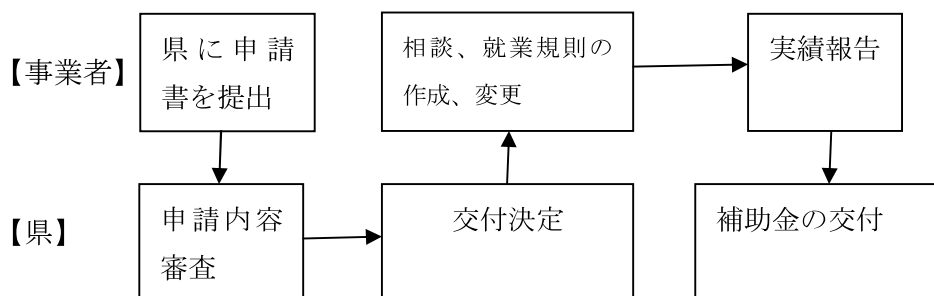 【事業者】
県に申請
書を提出
相談、就業規則の
作成、変更
実績報告
【県】
申請内容
審査
交付決定
補助金の交付